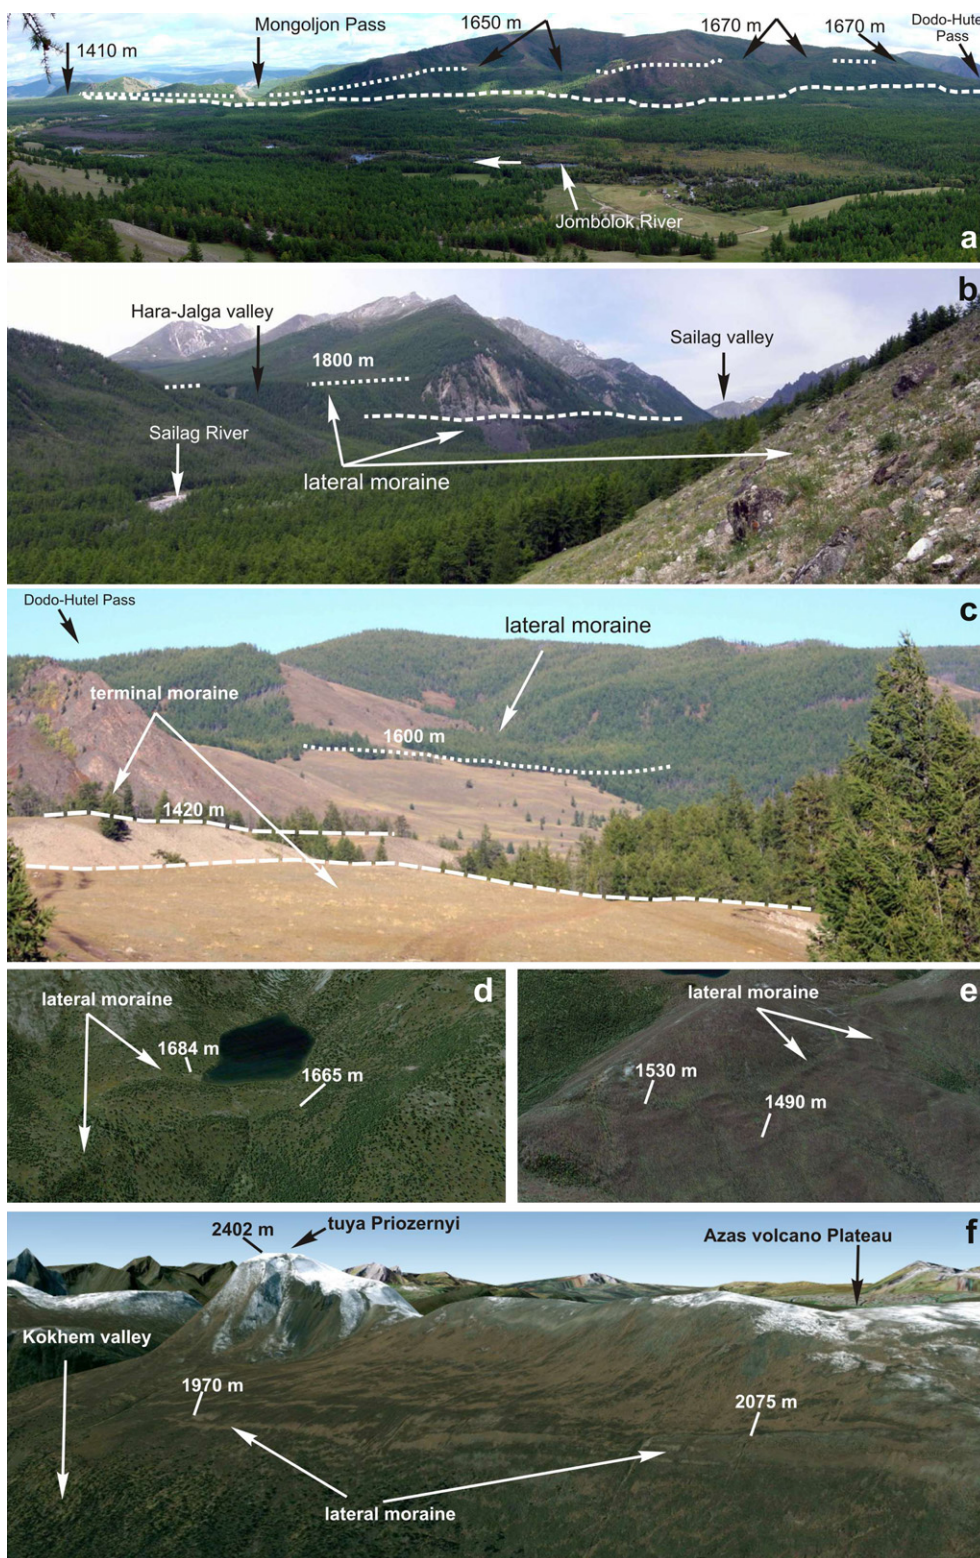 1410 m
Mongoljon Pass
1650 m
1670 m
1670 m
Dodo-Hutel
Pass
Jombolok River
a
b
Hara-Jalga valley
1800 m
Sailag valley
Sailag River
lateral moraine
c
Dodo-Hutel Pass
lateral moraine
terminal moraine
1600 m
1420 m
d
lateral moraine
1684 m
1665 m
e
lateral moraine
1530 m
1490 m
f
2402 m
tuya Priozernyi
Azas volcano Plateau
Kokhem valley
1970 m
2075 m
lateral moraine